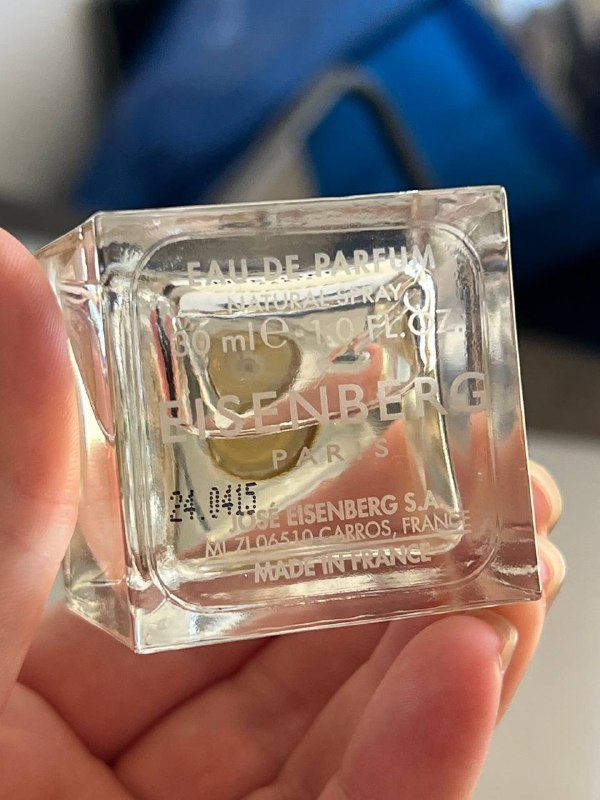 EAU DE PARFUM
NATURAL SPRAY
30 ml e 1.0 FL.OZ.
EISENBERG
PARIS
24.0415
JOSÉ EISENBERG S.A.
MI ZI 06510 CARROS, FRANCE
MADE IN FRANCE